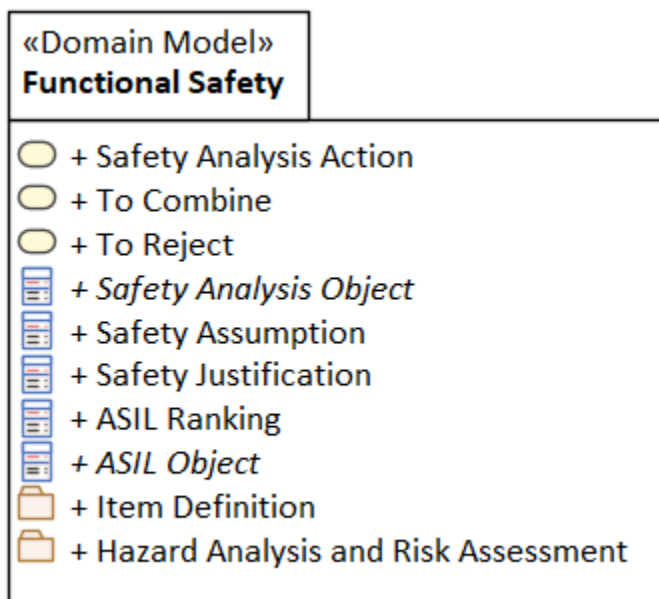 «Domain Model»
Functional Safety
+ Safety Analysis Action
+ To Combine
+ To Reject
+ Safety Analysis Object
+ Safety Assumption
+ Safety Justification
+ ASIL Ranking
+ ASIL Object
+ Item Definition
+ Hazard Analysis and Risk Assessment